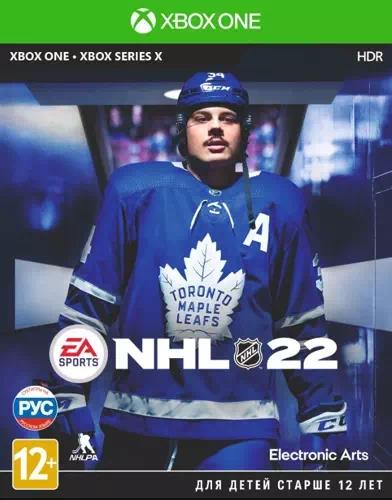 XBOX ONE
XBOX ONE • XBOX SERIES X
HDR
34
A
TORONTO
MAPLE
LEAFS
EA
SPORTS
NHL NHL 22
РУС
NHLPA
CCM
12+
Electronic Arts
ДЛЯ ДЕТЕЙ СТАРШЕ 12 ЛЕТ